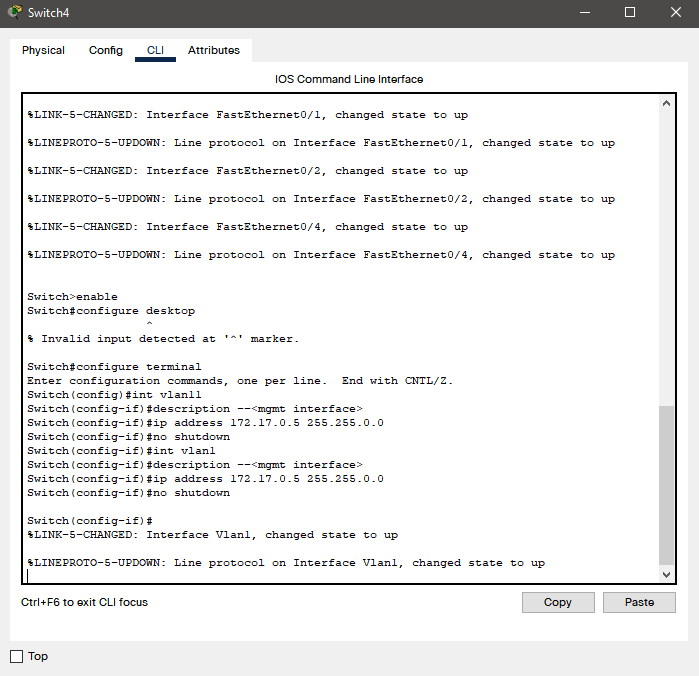 Switch4
Physical Config CLI Attributes
IOS Command Line Interface
%LINK-5-CHANGED: Interface FastEthernet0/1, changed state to up
%LINEPROTO-5-UPDOWN: Line protocol on Interface FastEthernet0/1, changed state to up
%LINK-5-CHANGED: Interface FastEthernet0/2, changed state to up
%LINEPROTO-5-UPDOWN: Line protocol on Interface FastEthernet0/2, changed state to up
%LINK-5-CHANGED: Interface FastEthernet0/4, changed state to up
%LINEPROTO-5-UPDOWN: Line protocol on Interface FastEthernet0/4, changed state to up
Switch>enable
Switch#configure desktop
^
% Invalid input detected at '^' marker.
Switch#configure terminal
Enter configuration commands, one per line. End with CNTL/Z.
Switch(config)#int vlan11
Switch(config-if)#description --<mgmt interface>
Switch(config-if)#ip address 172.17.0.5 255.255.0.0
Switch(config-if)#no shutdown
Switch(config-if)#int vlan1
Switch(config-if)#description --<mgmt interface>
Switch(config-if)#ip address 172.17.0.5 255.255.0.0
Switch(config-if)#no shutdown
Switch(config-if)#
%LINK-5-CHANGED: Interface Vlan1, changed state to up
%LINEPROTO-5-UPDOWN: Line protocol on Interface Vlan1, changed state to up
Ctrl+F6 to exit CLI focus
Copy Paste
Top